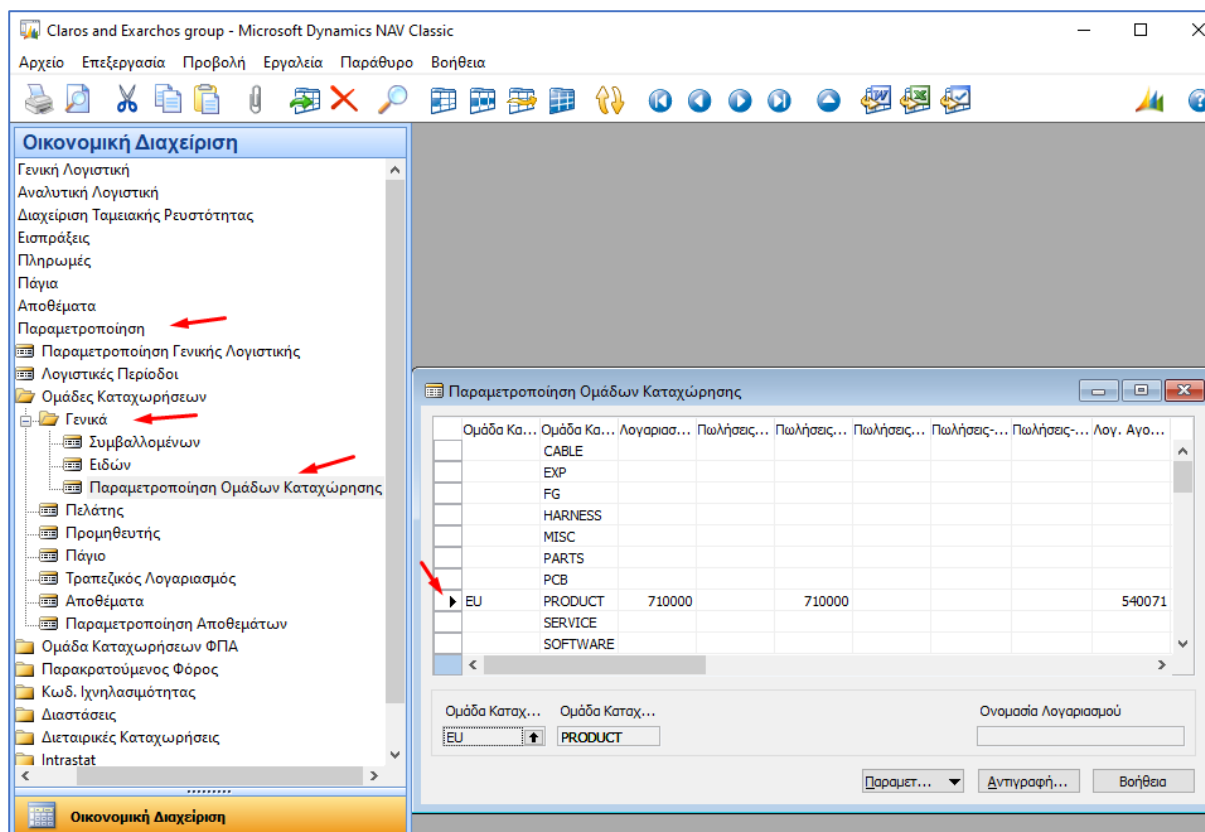 Claros and Exarchos group - Microsoft Dynamics NAV Classic
Αρχείο Επεξεργασία Προβολή Εργαλεία Παράθυρο Βοήθεια
Οικονομική Διαχείριση
Γενική Λογιστική
Αναλυτική Λογιστική
Διαχείριση Ταμειακής Ρευστότητας
Εισπράξεις
Πληρωμές
Πάγια
Αποθέματα
Παραμετροποίηση
Παραμετροποίηση Γενικής Λογιστικής
Λογιστικές Περίοδοι
Ομάδες Καταχωρήσεων
Γενικά
Συμβαλλομένων
Ειδών
Παραμετροποίηση Ομάδων Καταχώρησης
Πελάτης
Προμηθευτής
Πάγιο
Τραπεζικός Λογαριασμός
Αποθέματα
Παραμετροποίηση Αποθεμάτων
Ομάδα Καταχωρήσεων ΦΠΑ
Παρακρατούμενος Φόρος
Κωδ. Ιχνηλασιμότητας
Διαστάσεις
Διεταιρικές Καταχωρήσεις
Intrastat
Οικονομική Διαχείριση
Παραμετροποίηση Ομάδων Καταχώρησης
Ομάδα Κα... Ομάδα Κα... Λογαριασ... Πωλήσεις... Πωλήσεις... Πωλήσεις... Πωλήσεις-... Πωλήσεις-... Λογ. Αγο...
CABLE
EXP
FG
HARNESS
MISC
PARTS
PCB
EU PRODUCT 710000 710000 540071
SERVICE
SOFTWARE
Ομάδα Καταχ... Ομάδα Καταχ... Ονομασία Λογαριασμού
EU PRODUCT
Παραμετ... Αντιγραφή... Βοήθεια